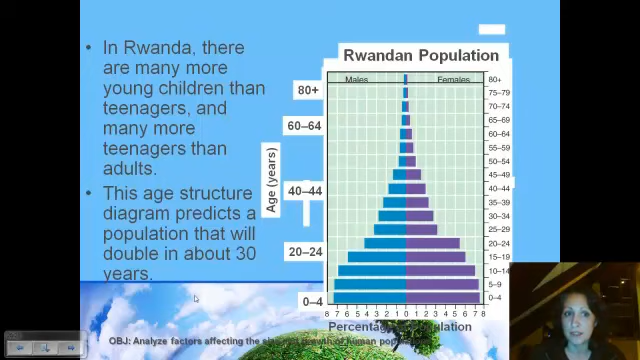 • In Rwanda, there
are many more
young children than
teenagers, and
many more
teenagers than
adults.
• This age structure
diagram predicts a
population that will
double in about 30
years.
Rwandan Population
Males Females
80+
60–64
40–44
20–24
0–4
Age (years)
80+
75–79
70–74
65–69
60–64
55–59
50–54
45–49
40–44
35–39
30–34
25–29
20–24
15–19
10–14
5–9
0–4
8 7 6 5 4 3 2 1 0 1 2 3 4 5 6 7 8
Percentage
ulation
OBJ: Analyze factors affecting the
growth of human